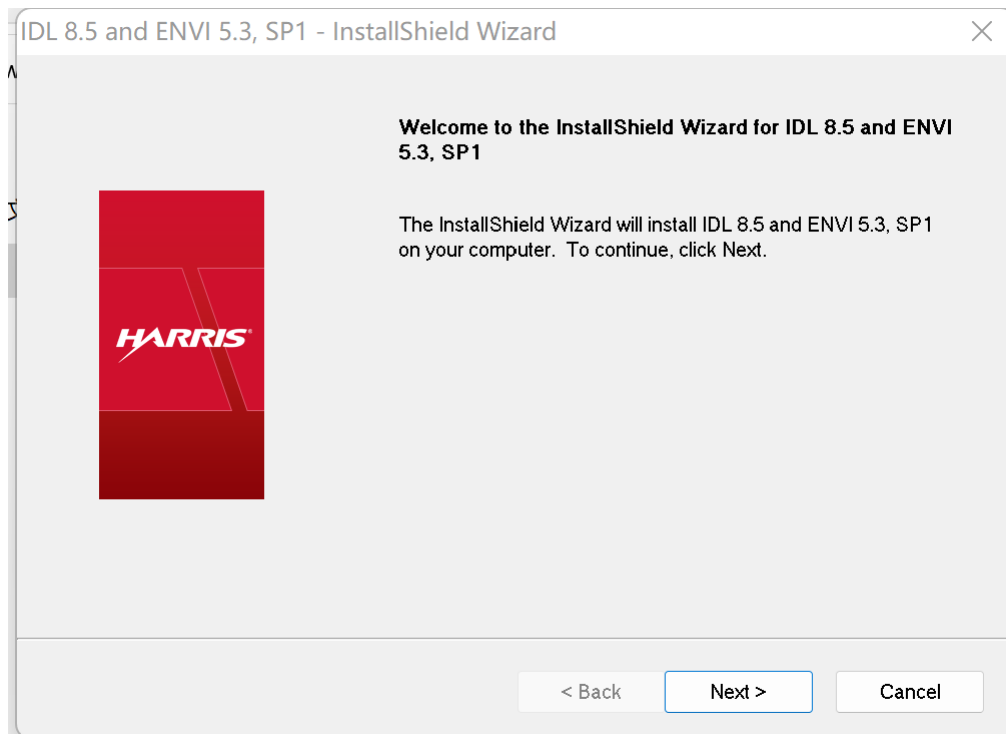 IDL 8.5 and ENVI 5.3, SP1 - InstallShield Wizard
Welcome to the InstallShield Wizard for IDL 8.5 and ENVI
5.3, SP1
The InstallShield Wizard will install IDL 8.5 and ENVI 5.3, SP1
on your computer.  To continue, click Next.
HARRIS®
< Back
Next >
Cancel